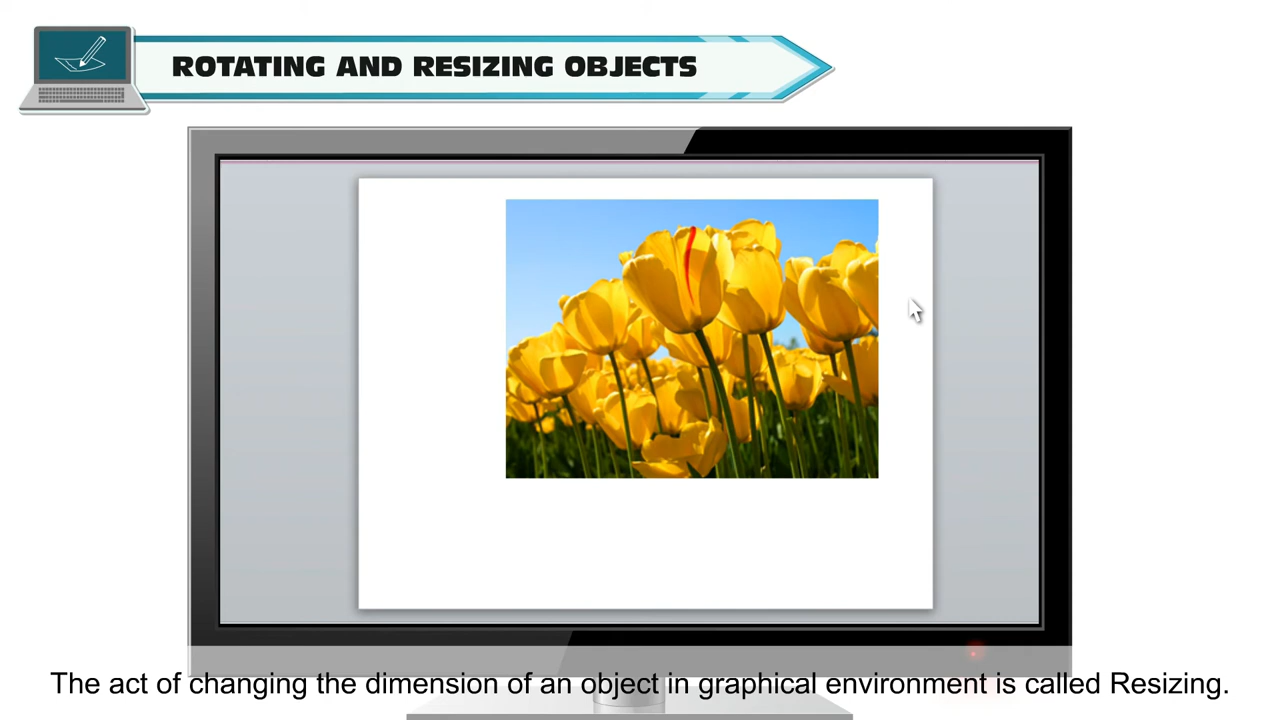 ROTATING AND RESIZING OBJECTS
The act of changing the dimension of an object in graphical environment is called Resizing.